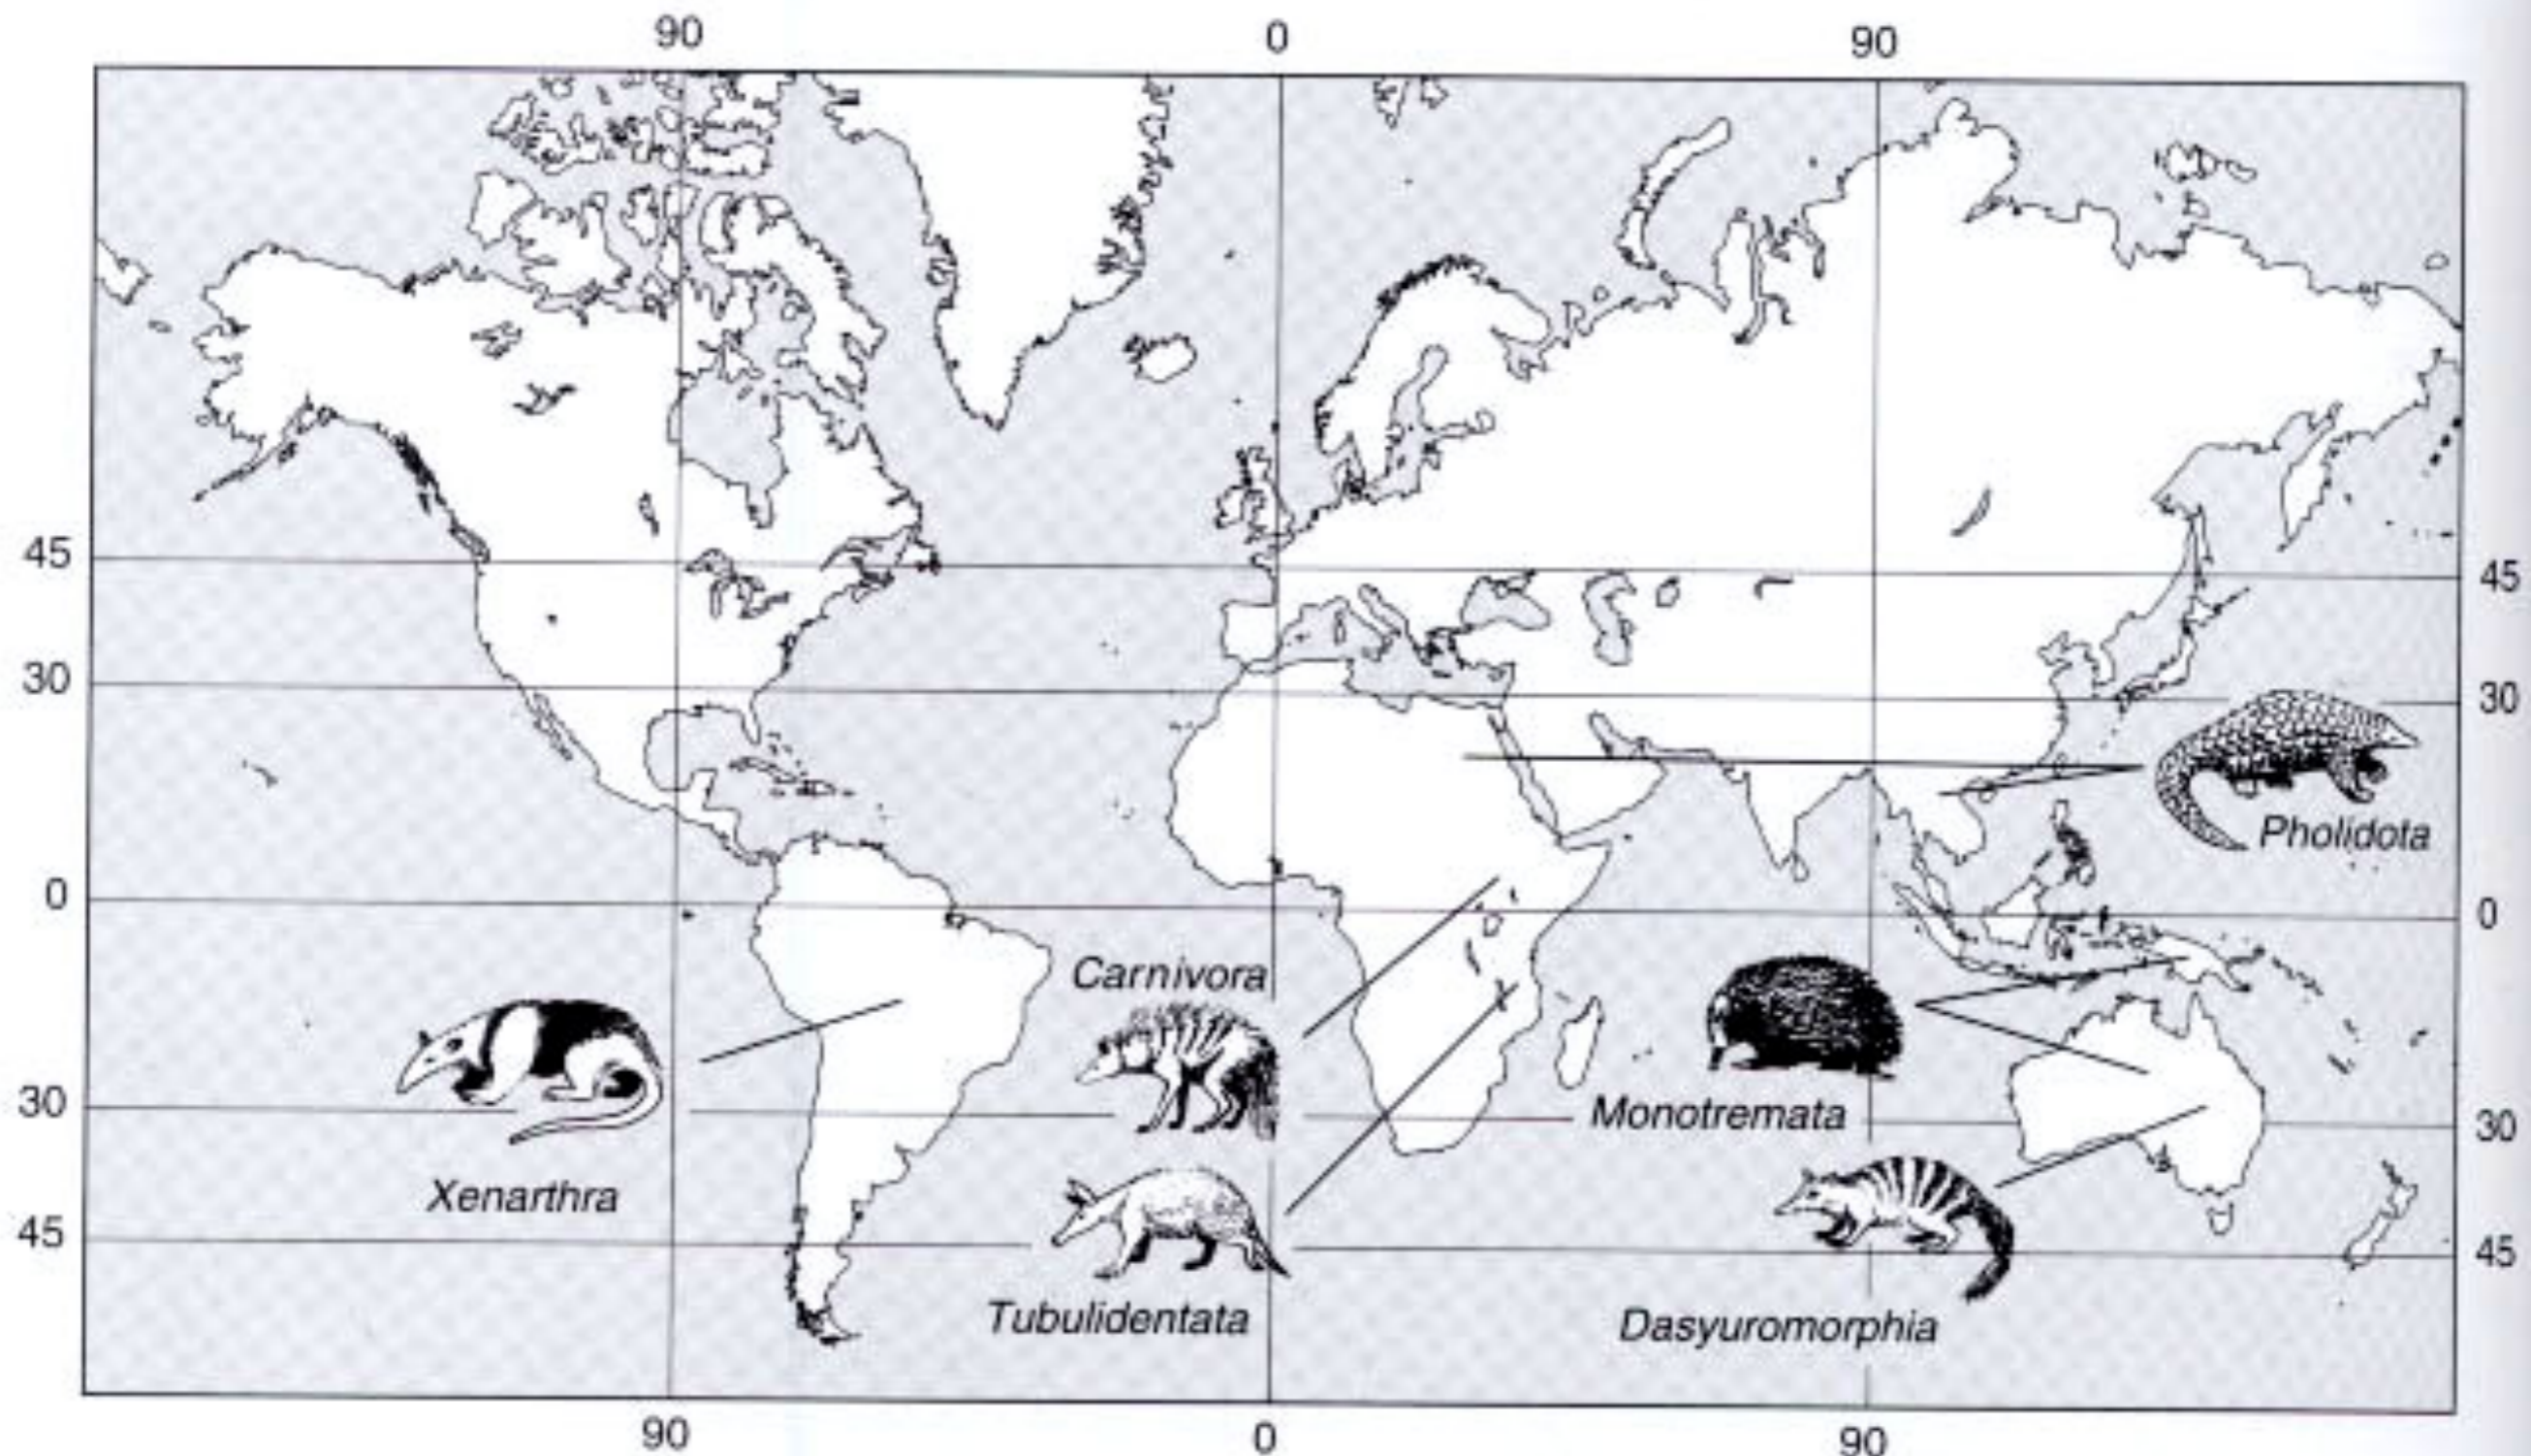 90 0 90
45 45
30 30
Pholidota
0 0
Carnivora
30 Monotremata 30
Xenarthra
45 45
Tubulidentata Dasyuromorphia
90 0 90